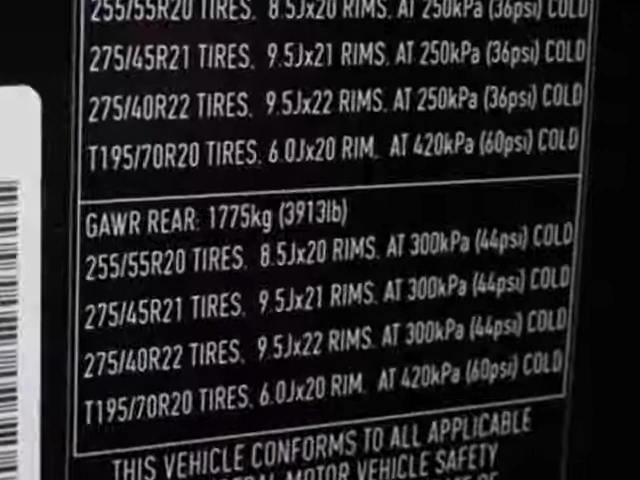 255/55R20 TIRES. 8.5Jx20 RIMS. AT 250kPa (36psi) COLD
275/45R21 TIRES. 9.5Jx21 RIMS. AT 250kPa (36psi) COLD
275/40R22 TIRES. 9.5Jx22 RIMS. AT 250kPa (36psi) COLD
T195/70R20 TIRES. 6.0Jx20 RIM. AT 420kPa (60psi) COLD
GAWR REAR: 1775kg (3913lb)
255/55R20 TIRES. 8.5Jx20 RIMS. AT 300kPa (44psi) COLD
275/45R21 TIRES. 9.5Jx21 RIMS. AT 300kPa (44psi) COLD
275/40R22 TIRES. 9.5Jx22 RIMS. AT 300kPa (44psi) COLD
T195/70R20 TIRES. 6.0Jx20 RIM. AT 420kPa (60psi) COLD
THIS VEHICLE CONFORMS TO ALL APPLICABLE
MOTOR VEHICLE SAFETY